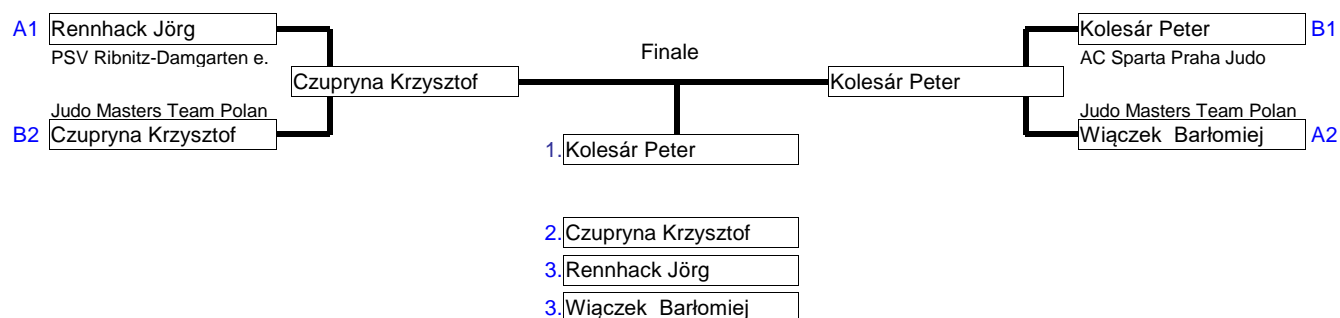 A1 Rennhack Jörg
PSV Ribnitz-Damgarten e.
Czupryna Krzysztof
Judo Masters Team Polan
B2 Czupryna Krzysztof
Finale
Kolesár Peter B1
AC Sparta Praha Judo
Kolesár Peter
Judo Masters Team Polan
Wiączek Barłomiej A2
1. Kolesár Peter
2. Czupryna Krzysztof
3. Rennhack Jörg
3. Wiączek Barłomiej